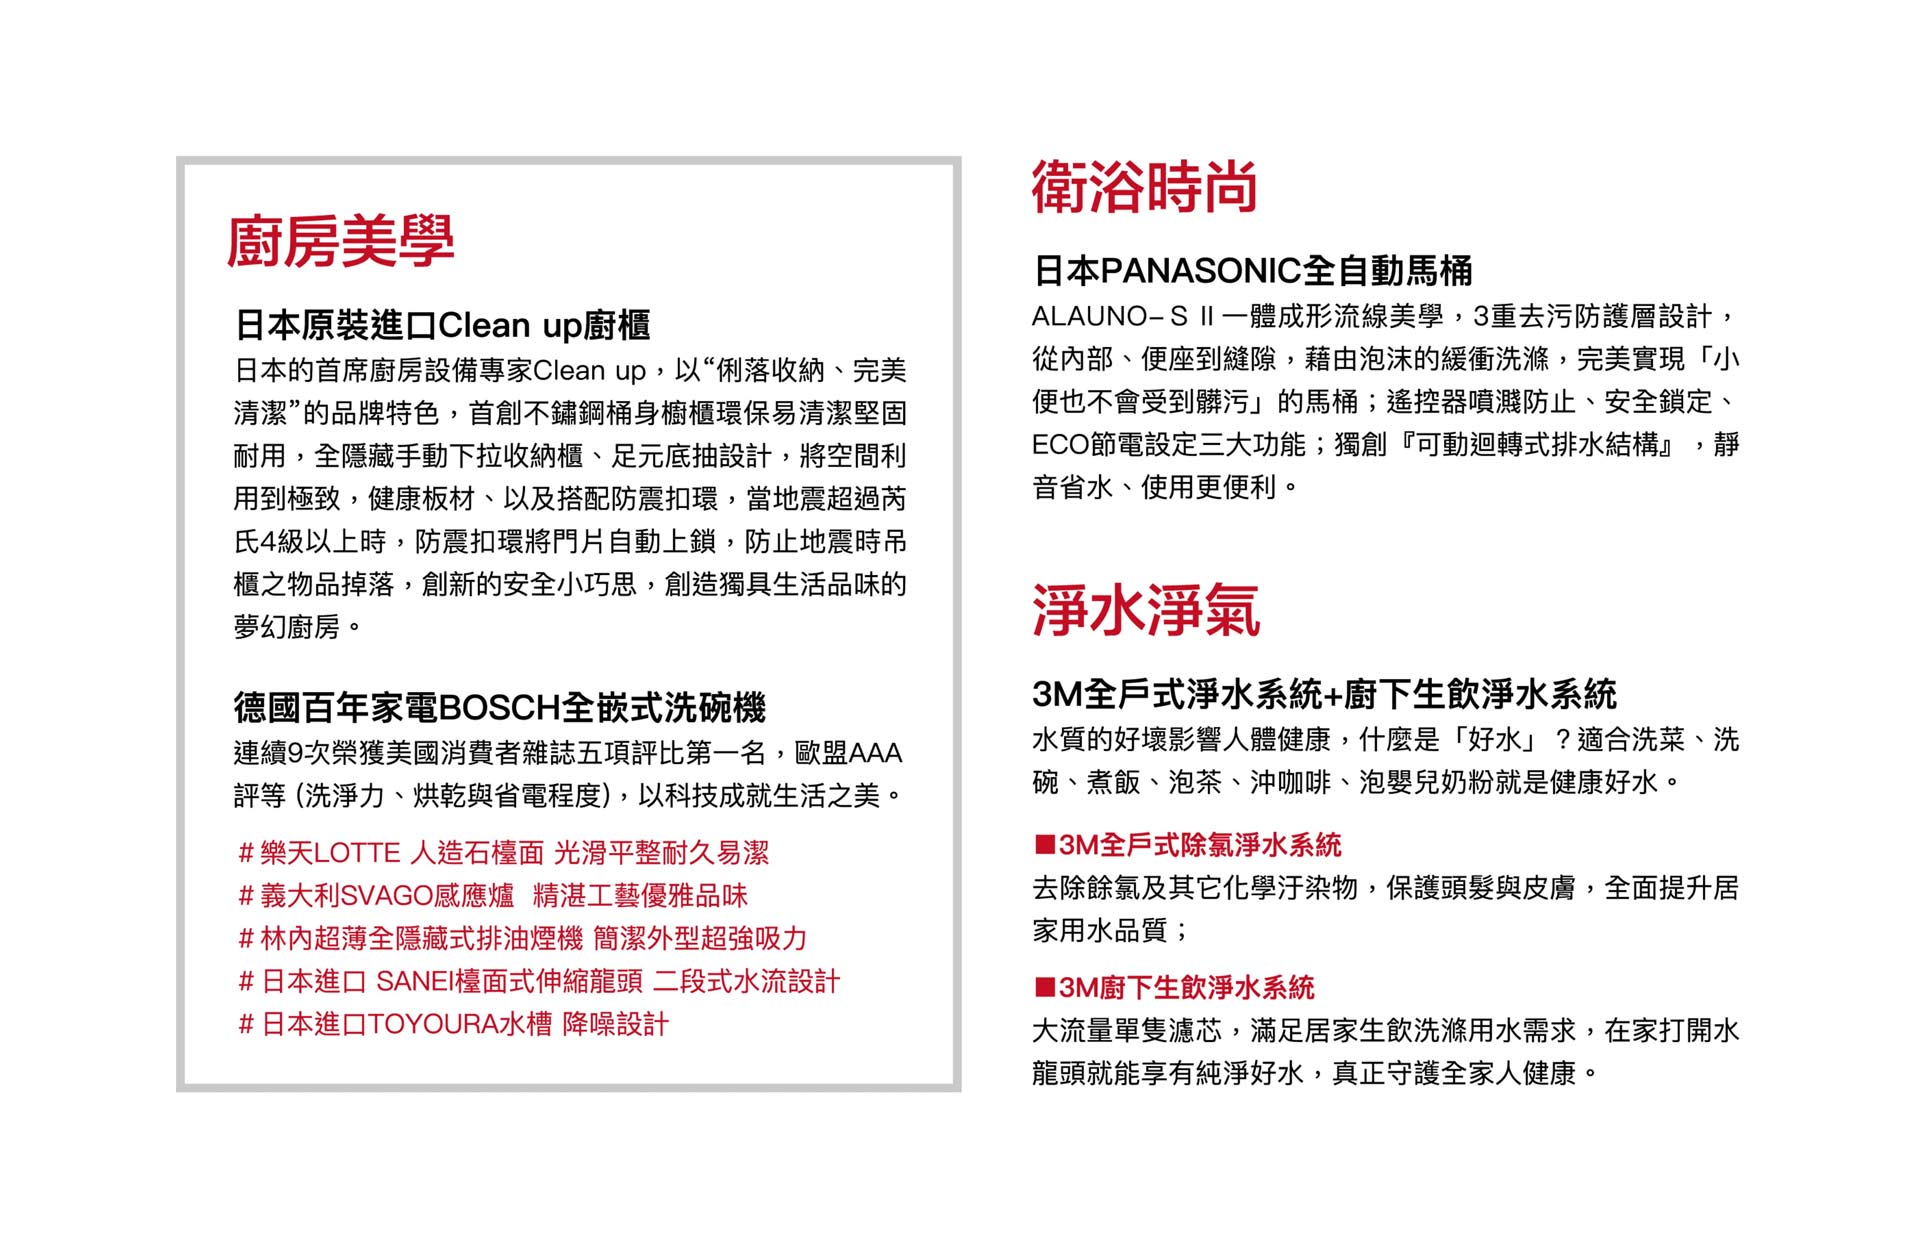 廚房美學
日本原裝進口Clean up廚櫃
日本的首席廚房設備專家Clean up，以“俐落收納、完美
清潔”的品牌特色，首創不鏽鋼桶身櫥櫃環保易清潔堅固
耐用，全隱藏手動下拉收納櫃、足元底抽設計，將空間利
用到極致，健康板材、以及搭配防震扣環，當地震超過芮
氏4級以上時，防震扣環將門片自動上鎖，防止地震時吊
櫃之物品掉落，創新的安全小巧思，創造獨具生活品味的
夢幻廚房。
德國百年家電BOSCH全嵌式洗碗機
連續9次榮獲美國消費者雜誌五項評比第一名，歐盟AAA
評等 (洗淨力、烘乾與省電程度)，以科技成就生活之美。
# 樂天LOTTE 人造石檯面 光滑平整耐久易潔
# 義大利SVAGO感應爐 精湛工藝優雅品味
# 林內超薄全隱藏式排油煙機 簡潔外型超強吸力
# 日本進口 SANEI檯面式伸縮龍頭 二段式水流設計
# 日本進口TOYOURA水槽 降噪設計
衛浴時尚
日本PANASONIC全自動馬桶
ALAUNO– S II 一體成形流線美學，3重去污防護層設計，
從內部、便座到縫隙，藉由泡沫的緩衝洗滌，完美實現「小
便也不會受到髒污」的馬桶；遙控器噴濺防止、安全鎖定、
ECO節電設定三大功能；獨創『可動迴轉式排水結構』，靜
音省水、使用更便利。
淨水淨氣
3M全戶式淨水系統+廚下生飲淨水系統
水質的好壞影響人體健康，什麼是「好水」？適合洗菜、洗
碗、煮飯、泡茶、沖咖啡、泡嬰兒奶粉就是健康好水。
■3M全戶式除氯淨水系統
去除餘氯及其它化學汙染物，保護頭髮與皮膚，全面提升居
家用水品質；
■3M廚下生飲淨水系統
大流量單隻濾芯，滿足居家生飲洗滌用水需求，在家打開水
龍頭就能享有純淨好水，真正守護全家人健康。